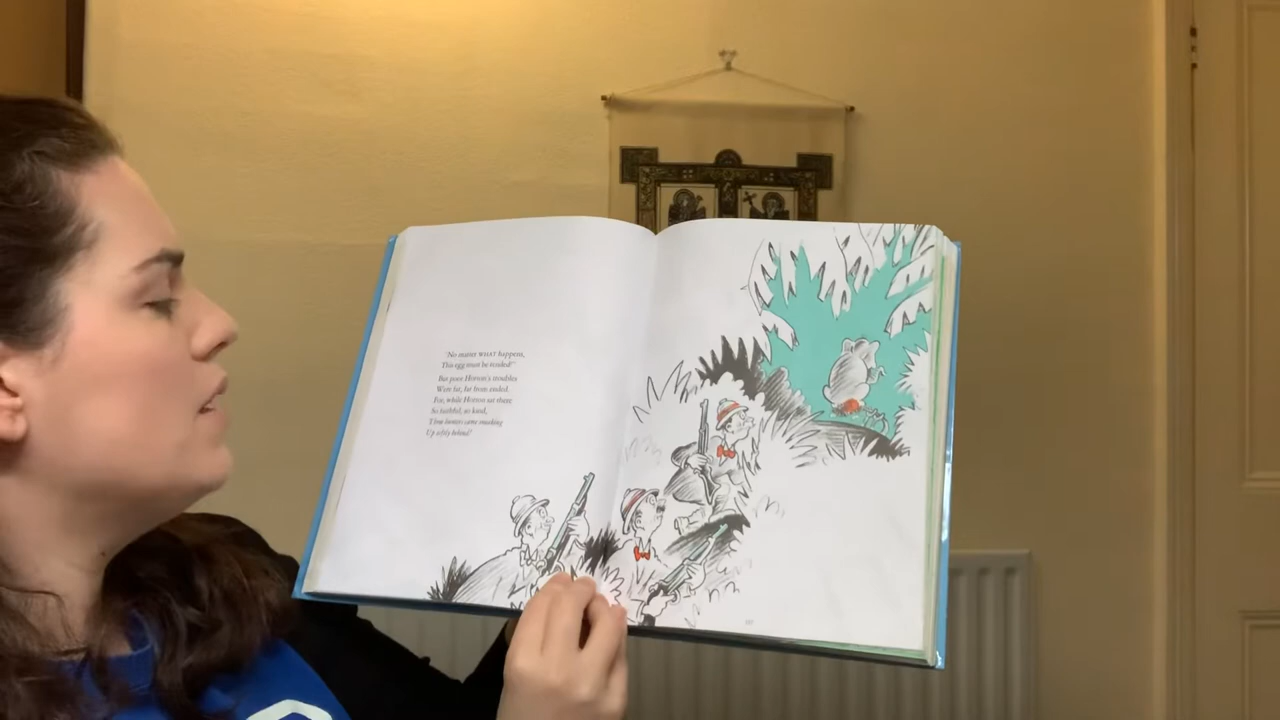 "No matter WHAT happens,
This egg must be tended!"
But poor Horton's troubles
Were far, far from ended.
For, while Horton sat there
So faithful, so kind,
Three hunters came sneaking
Up softly behind!